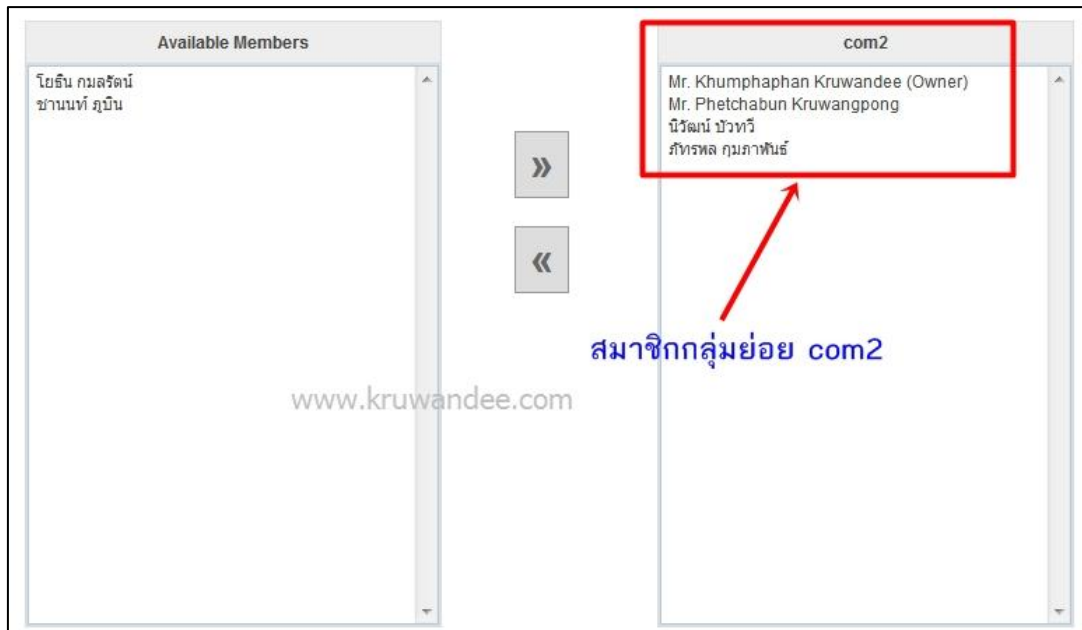 Available Members
โยธิน กมลรัตน์
ชานนท์ ภูบิน
»
«
com2
Mr. Khumphaphan Kruwandee (Owner)
Mr. Phetchabun Kruwangpong
นิวัฒน์ บัวทวี
ภัทรพล กุมภาพันธ์
สมาชิกกลุ่มย่อย com2
www.kruwandee.com